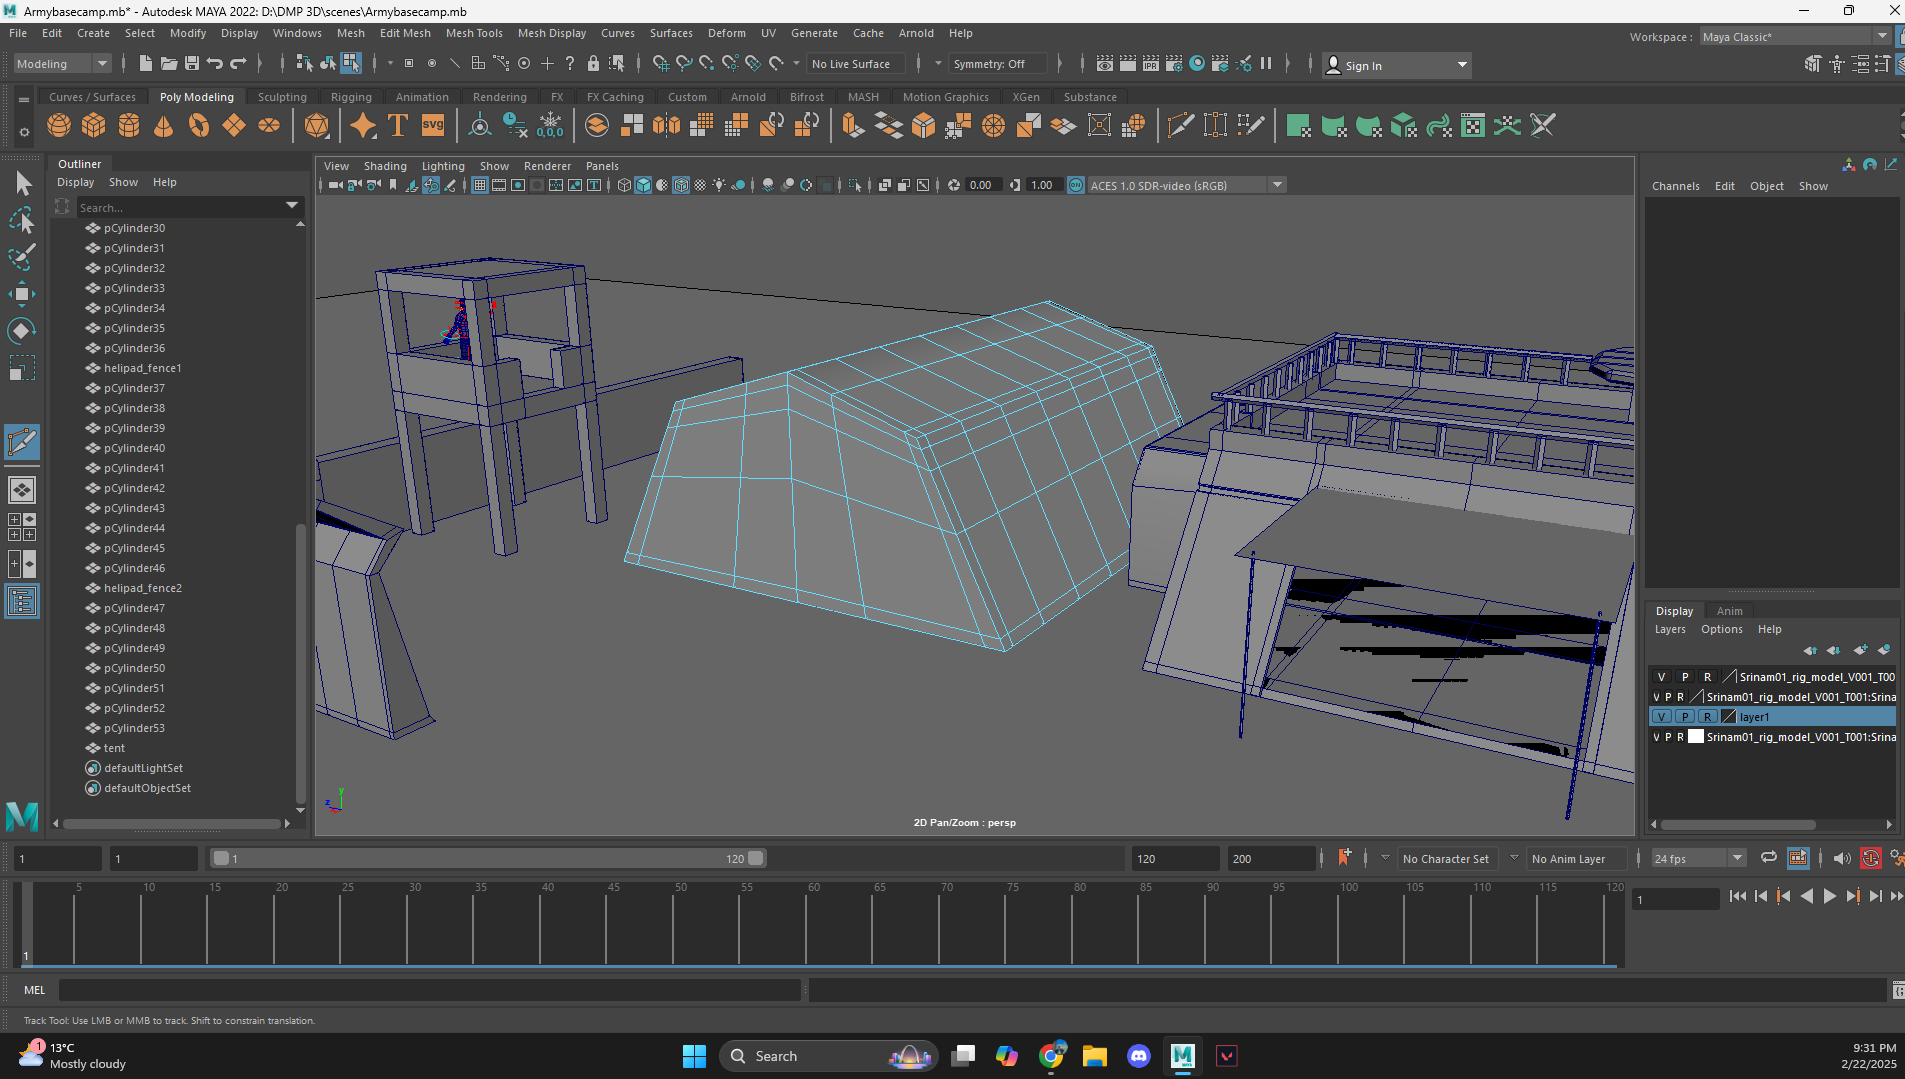 Armybasecamp.mb* - Autodesk MAYA 2022: D:\DMP 3D\scenes\Armybasecamp.mb
File Edit Create Select Modify Display Windows Mesh Edit Mesh Mesh Tools Mesh Display Curves Surfaces Deform UV Generate Cache Arnold Help
Workspace : Maya Classic*
Modeling No Live Surface Symmetry: Off Sign In
Curves / Surfaces Poly Modeling Sculpting Rigging Animation Rendering FX FX Caching Custom Arnold Bifrost MASH Motion Graphics XGen Substance
Outliner
Display Show Help
Search...
pCylinder30
pCylinder31
pCylinder32
pCylinder33
pCylinder34
pCylinder35
pCylinder36
helipad_fence1
pCylinder37
pCylinder38
pCylinder39
pCylinder40
pCylinder41
pCylinder42
pCylinder43
pCylinder44
pCylinder45
pCylinder46
helipad_fence2
pCylinder47
pCylinder48
pCylinder49
pCylinder50
pCylinder51
pCylinder52
pCylinder53
tent
defaultLightSet
defaultObjectSet
View Shading Lighting Show Renderer Panels
0.00 1.00 ACES 1.0 SDR-video (sRGB)
y
z
2D Pan/Zoom : persp
Channels Edit Object Show
Display Anim
Layers Options Help
V P R Srinam01_rig_model_V001_T00
V P R Srinam01_rig_model_V001_T001:Srina
V P R layer1
V P R Srinam01_rig_model_V001_T001:Srina
1 1 1 120 120 200 No Character Set No Anim Layer 24 fps
5 10 15 20 25 30 35 40 45 50 55 60 65 70 75 80 85 90 95 100 105 110 115 120
1
1
MEL
Track Tool: Use LMB or MMB to track. Shift to constrain translation.
1
13°C
Mostly cloudy
Search
9:31 PM
2/22/2025